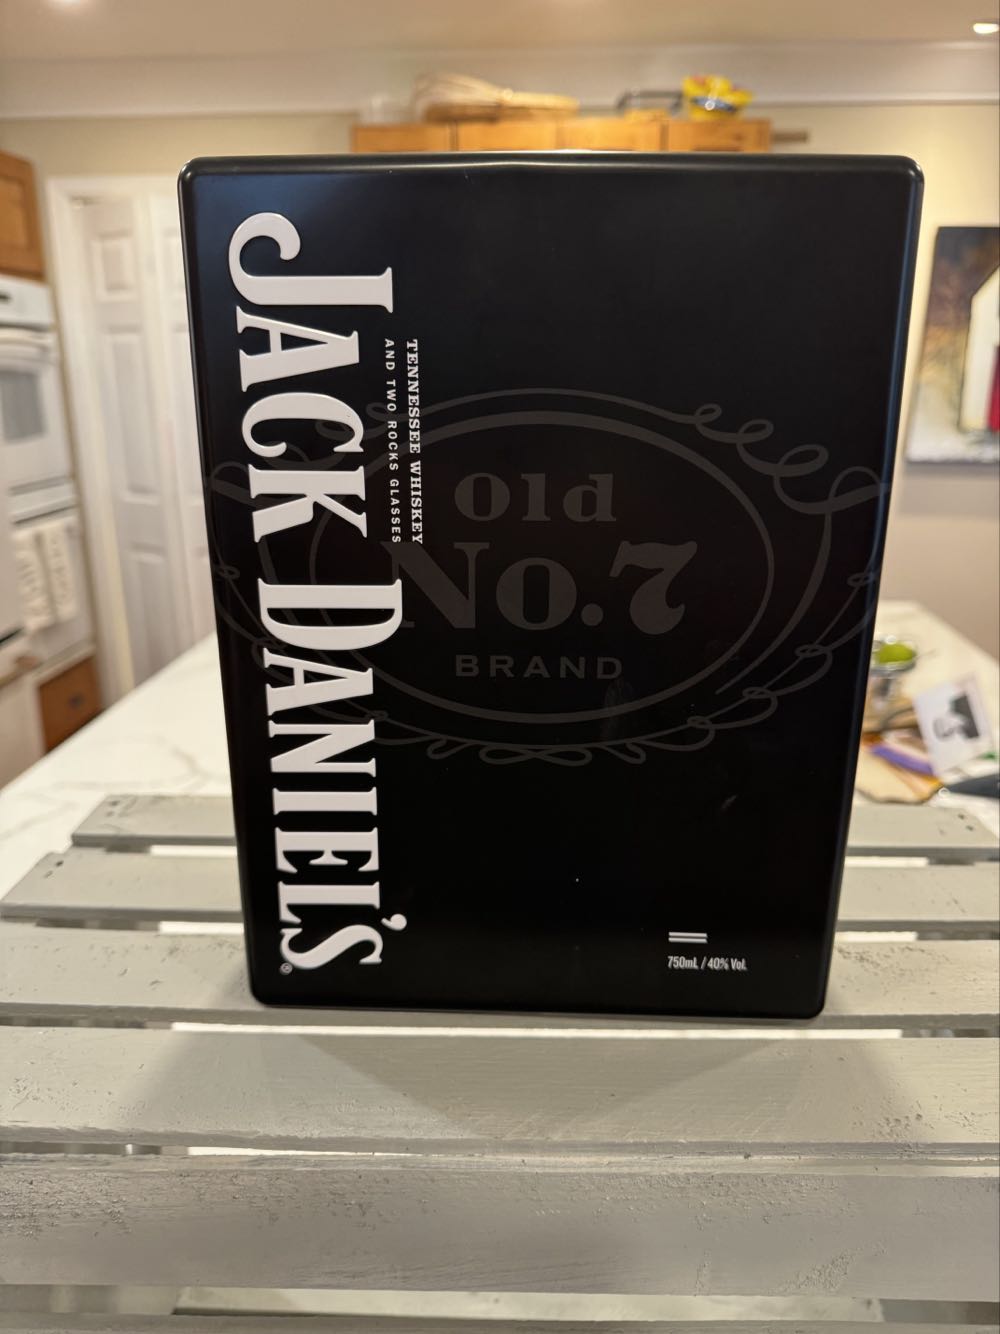 JACK DANIEL'S®
TENNESSEE WHISKEY
AND TWO ROCKS GLASSES
Old
No.7
BRAND
750mL / 40% Vol.